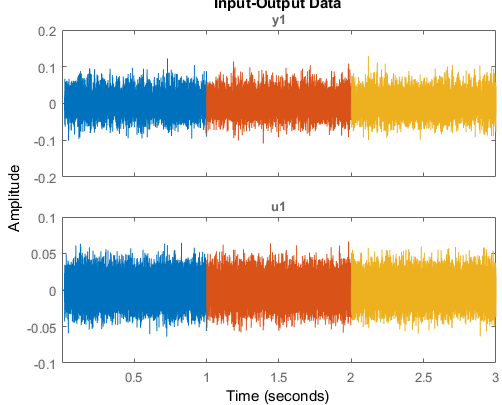 Input-Output Data
y1
0.2
0.1
0
-0.1
-0.2
Amplitude
u1
0.1
0.05
0
-0.05
-0.1
0.5 1 1.5 2 2.5 3
Time (seconds)